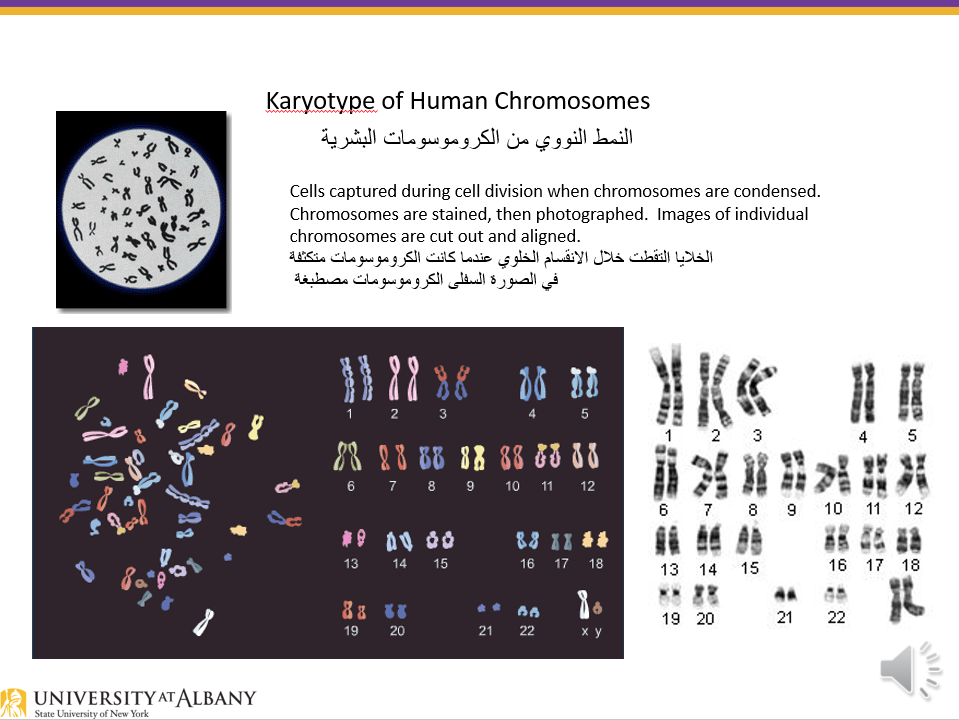 Karyotype of Human Chromosomes
النمط النووي من الكروموسومات البشرية
Cells captured during cell division when chromosomes are condensed.
Chromosomes are stained, then photographed. Images of individual
chromosomes are cut out and aligned.
الخلايا التقطت خلال الانقسام الخلوي عندما كانت الكروموسومات متكثفة
في الصورة السفلى الكروموسومات مصطبغة
1 2 3 4 5
6 7 8 9 10 11 12
13 14 15 16 17 18
19 20 21 22 x y
1 2 3 4 5
6 7 8 9 10 11 12
13 14 15 16 17 18
19 20 21 22
UNIVERSITY AT ALBANY
State University of New York